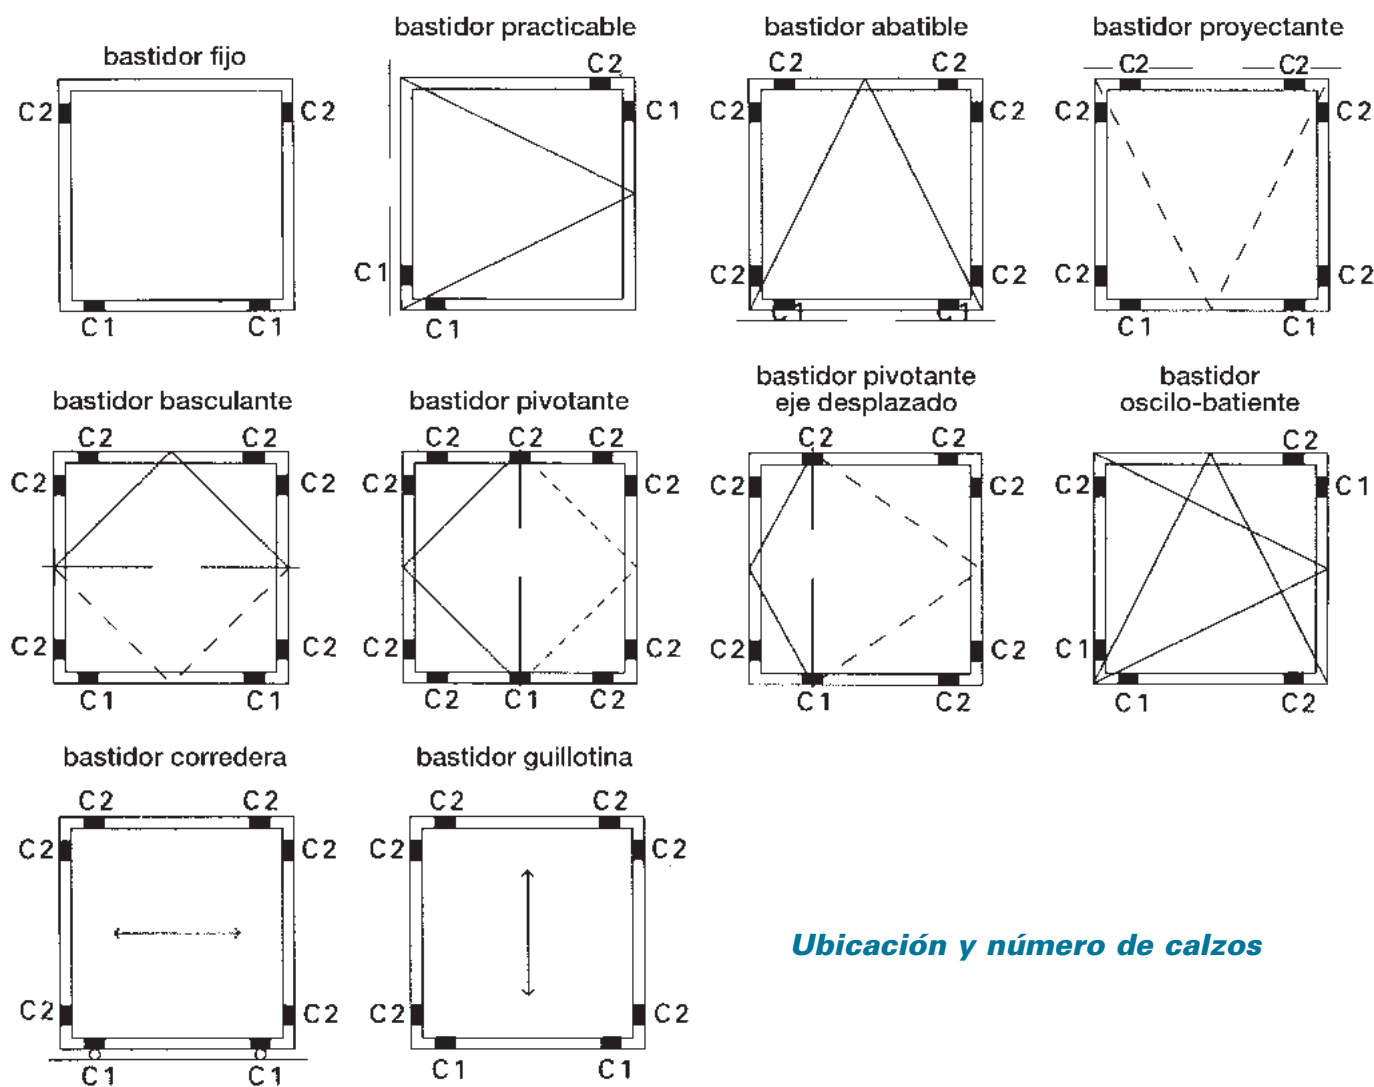 bastidor fijo
C2 C2
C1 C1
bastidor practicable
C2
C1
C1
C1
bastidor abatible
C2 C2
C2 C2
C1 C1
bastidor proyectante
C2 C2
C2 C2
C2 C2
C1 C1
bastidor basculante
C2 C2
C2 C2
C2 C2
C1 C1
bastidor pivotante
C2 C2 C2
C2 C2
C2 C2
C2 C1 C2
bastidor pivotante
eje desplazado
C2 C2
C2
C2 C2
C1 C2
bastidor
oscilo-batiente
C2
C2 C1
C1
C1 C2
bastidor corredera
C2 C2
C2 C2
C2 C2
C1 C1
bastidor guillotina
C2 C2
C2 C2
C2 C2
C1 C1
Ubicación y número de calzos